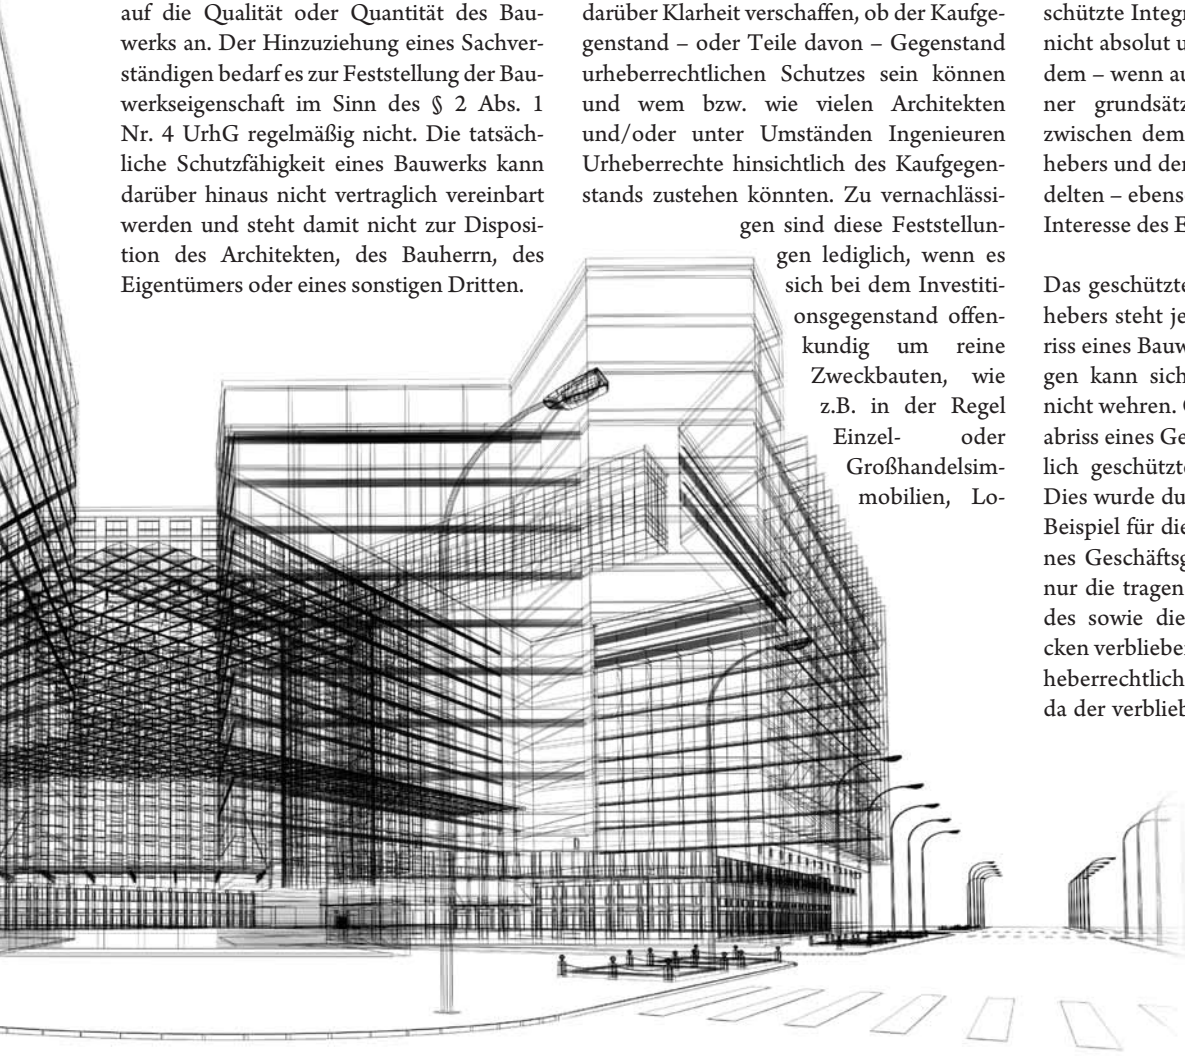 auf die Qualität oder Quantität des Bau-
werks an. Der Hinzuziehung eines Sachver-
ständigen bedarf es zur Feststellung der Bau-
werkseigenschaft im Sinn des § 2 Abs. 1
Nr. 4 UrhG regelmäßig nicht. Die tatsäch-
liche Schutzfähigkeit eines Bauwerks kann
darüber hinaus nicht vertraglich vereinbart
werden und steht damit nicht zur Disposi-
tion des Architekten, des Bauherrn, des
Eigentümers oder eines sonstigen Dritten.
darüber Klarheit verschaffen, ob der Kaufge-
genstand – oder Teile davon – Gegenstand
urheberrechtlichen Schutzes sein können
und wem bzw. wie vielen Architekten
und/oder unter Umständen Ingenieuren
Urheberrechte hinsichtlich des Kaufgegen-
stands zustehen könnten. Zu vernachlässi-
gen sind diese Feststellun-
gen lediglich, wenn es
sich bei dem Investiti-
onsgegenstand offen-
kundig um reine
Zweckbauten, wie
z.B. in der Regel
Einzel- oder
Großhandelsim-
mobilien, Lo-
schützte Integr
nicht absolut u
dem – wenn au
ner grundsätz
zwischen dem
hebers und der
delten – ebens
Interesse des E
Das geschützte
hebers steht je
riss eines Bauw
gen kann sich
nicht wehren.
abriss eines Ge
lich geschützte
Dies wurde du
Beispiel für die
nes Geschäftsg
nur die tragen
des sowie die
cken verblieben
heberrechtlich
da der verblieb